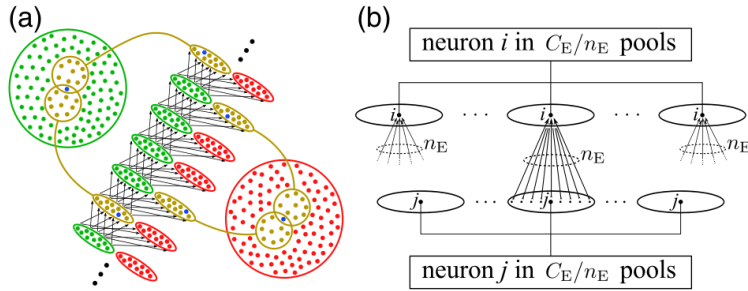 (a)
(b)
neuron i in C_E/n_E pools
i
i
i
n_E
n_E
n_E
j
j
j
neuron j in C_E/n_E pools